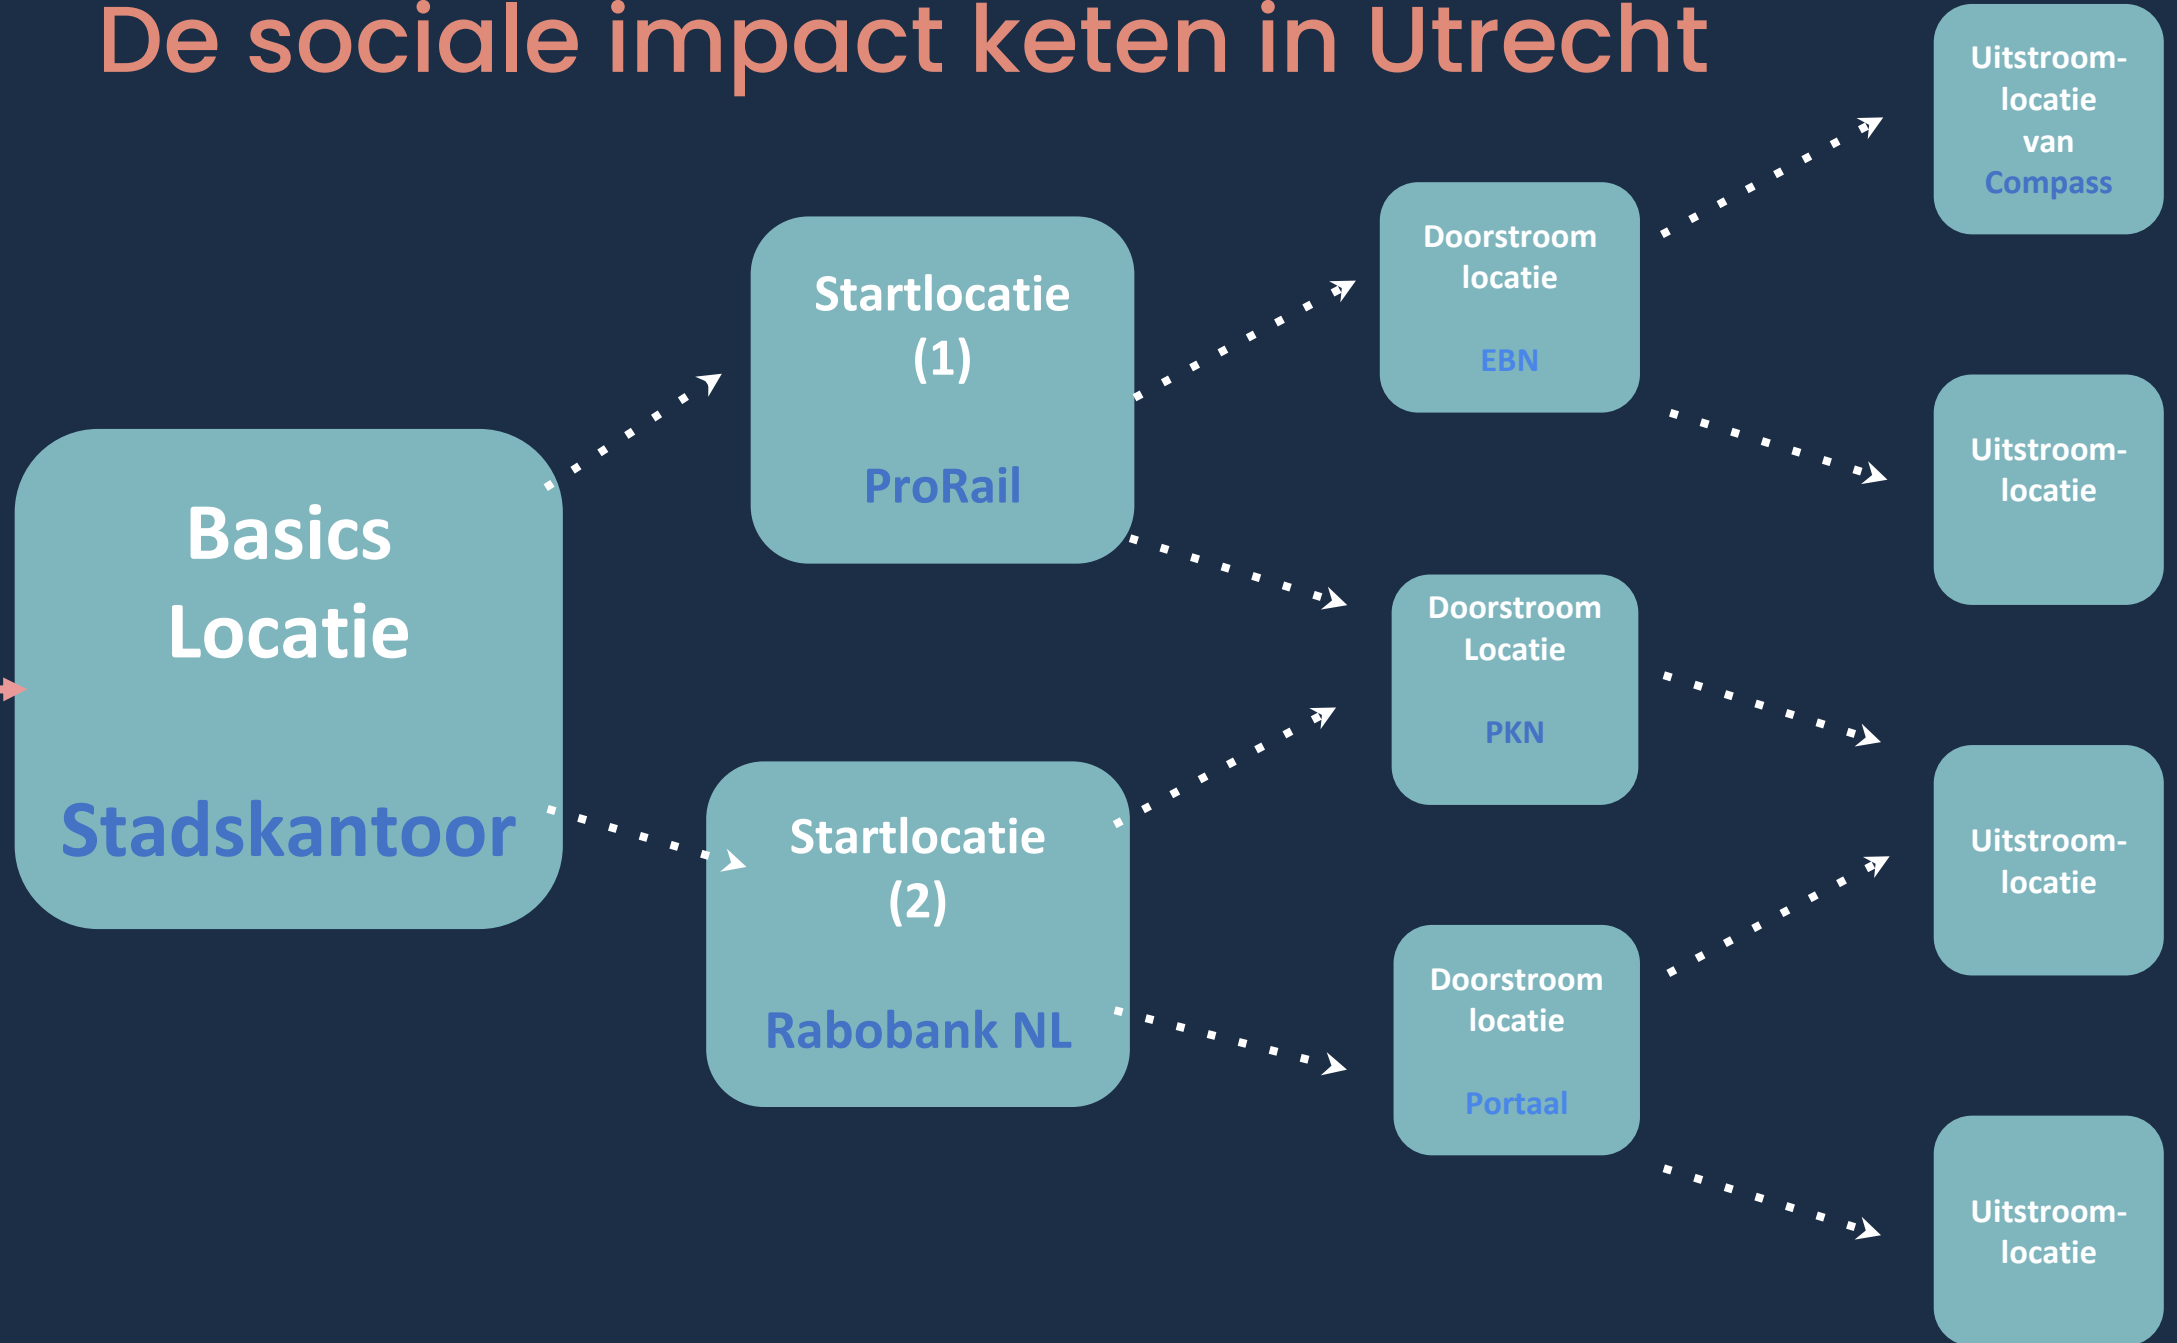 De sociale impact keten in Utrecht
Basics
Locatie
Stadskantoor
Startlocatie
(1)
ProRail
Startlocatie
(2)
Rabobank NL
Doorstroom
locatie
EBN
Doorstroom
Locatie
PKN
Doorstroom
locatie
Portaal
Uitstroom-
locatie
van
Compass
Uitstroom-
locatie
Uitstroom-
locatie
Uitstroom-
locatie